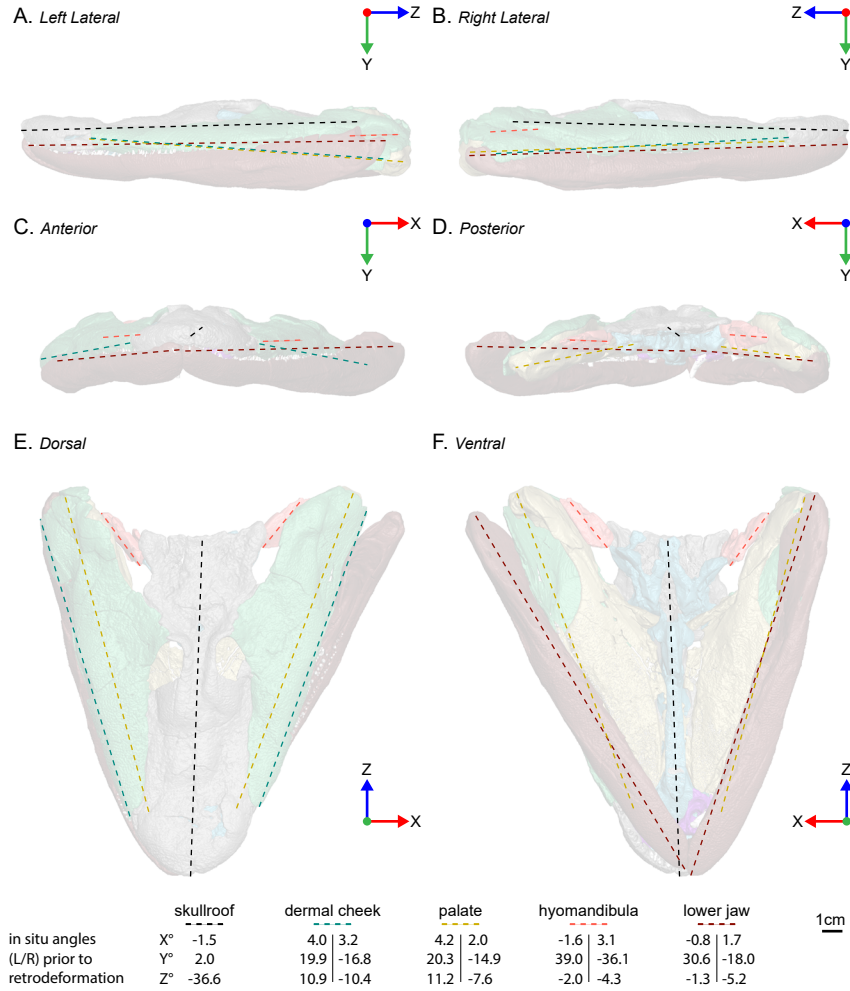 A. Left Lateral
Z
Y
B. Right Lateral
Z
Y
C. Anterior
X
Y
D. Posterior
X
Y
E. Dorsal
Z
X
F. Ventral
Z
X
skullroof dermal cheek palate hyomandibula lower jaw 1cm
in situ angles X° -1.5 4.0 | 3.2 4.2 | 2.0 -1.6 | 3.1 -0.8 | 1.7
(L/R) prior to Y° 2.0 19.9 | -16.8 20.3 | -14.9 39.0 | -36.1 30.6 | -18.0
retrodeformation Z° -36.6 10.9 | -10.4 11.2 | -7.6 -2.0 | -4.3 -1.3 | -5.2